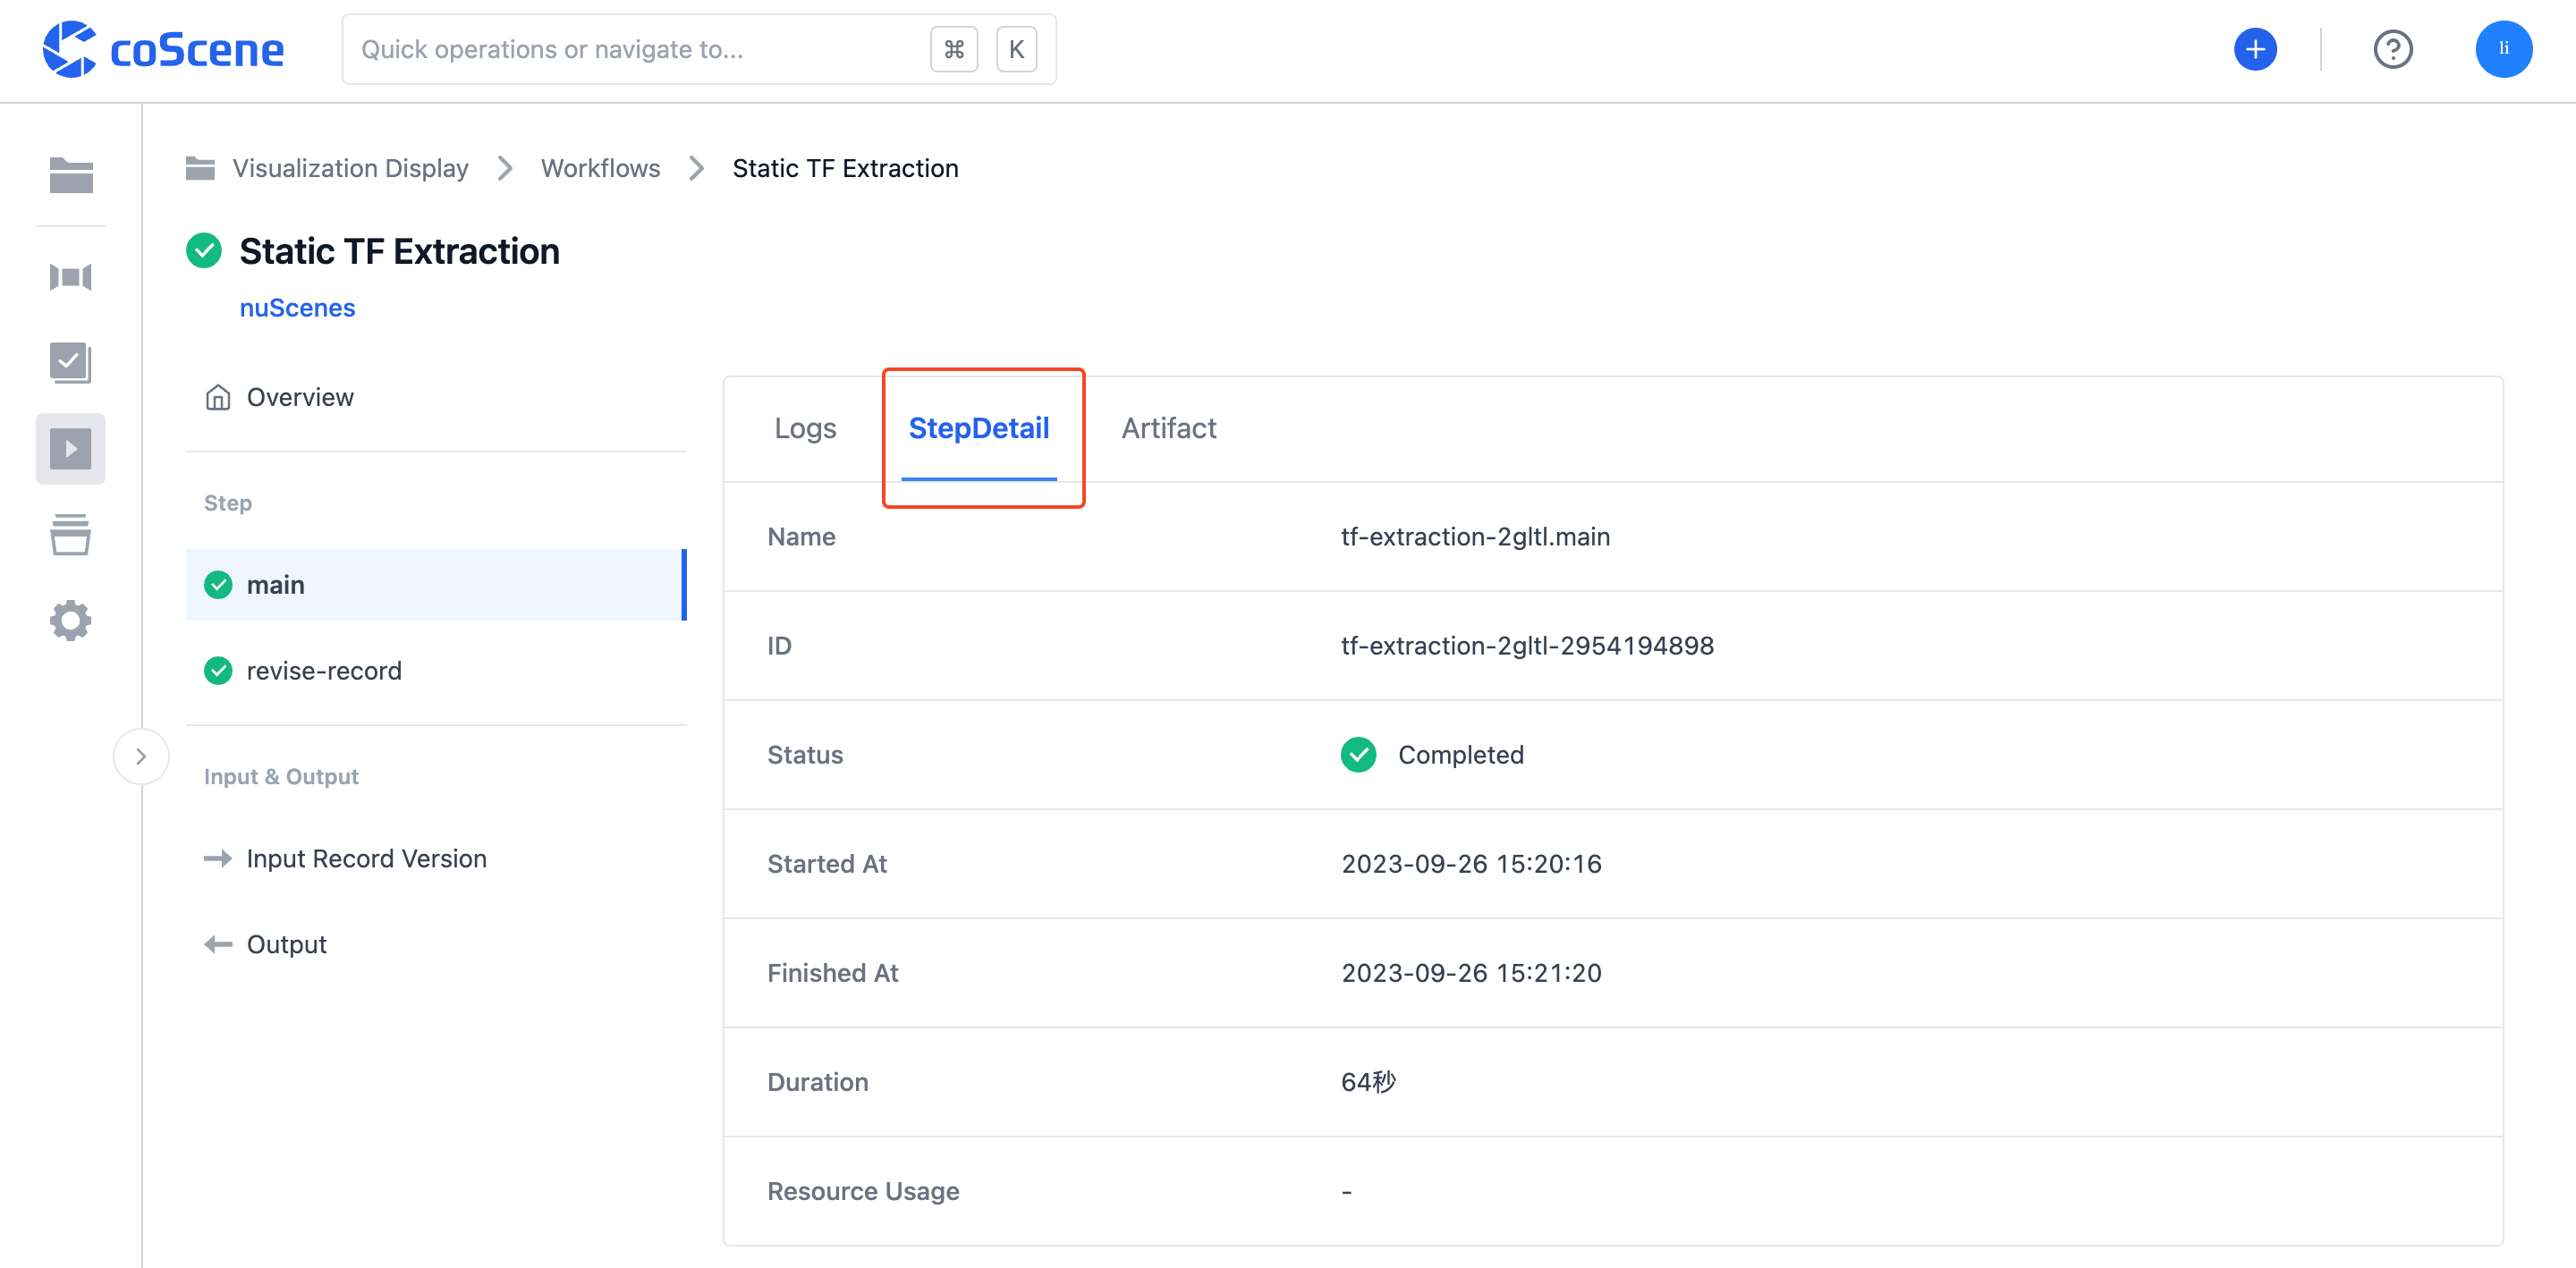 coScene
Quick operations or navigate to... ⌘ K
li
Visualization Display > Workflows > Static TF Extraction
Static TF Extraction
nuScenes
Overview
Step
main
revise-record
Input & Output
Input Record Version
Output
Logs StepDetail Artifact
Name tf-extraction-2gltl.main
ID tf-extraction-2gltl-2954194898
Status Completed
Started At 2023-09-26 15:20:16
Finished At 2023-09-26 15:21:20
Duration 64秒
Resource Usage -